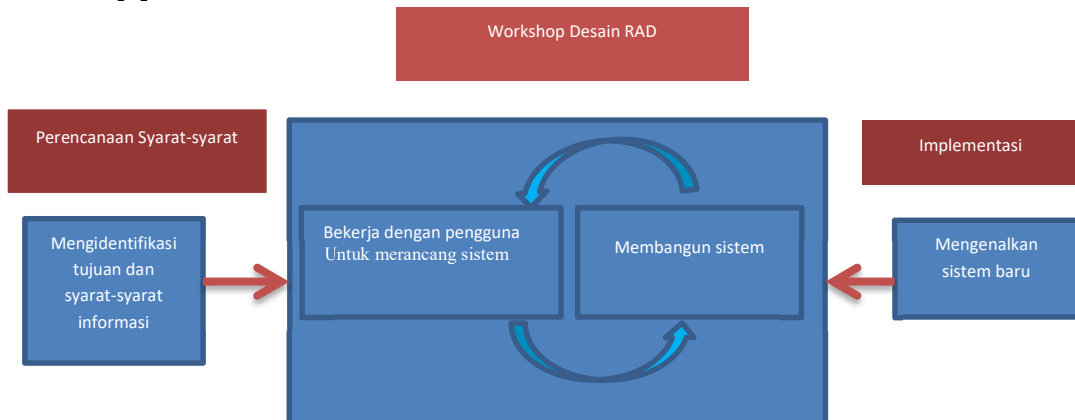 Workshop Desain RAD
Perencanaan Syarat-syarat
Implementasi
Mengidentifikasi
tujuan dan
syarat-syarat
informasi
Bekerja dengan pengguna
Untuk merancang sistem
Membangun sistem
Mengenalkan
sistem baru